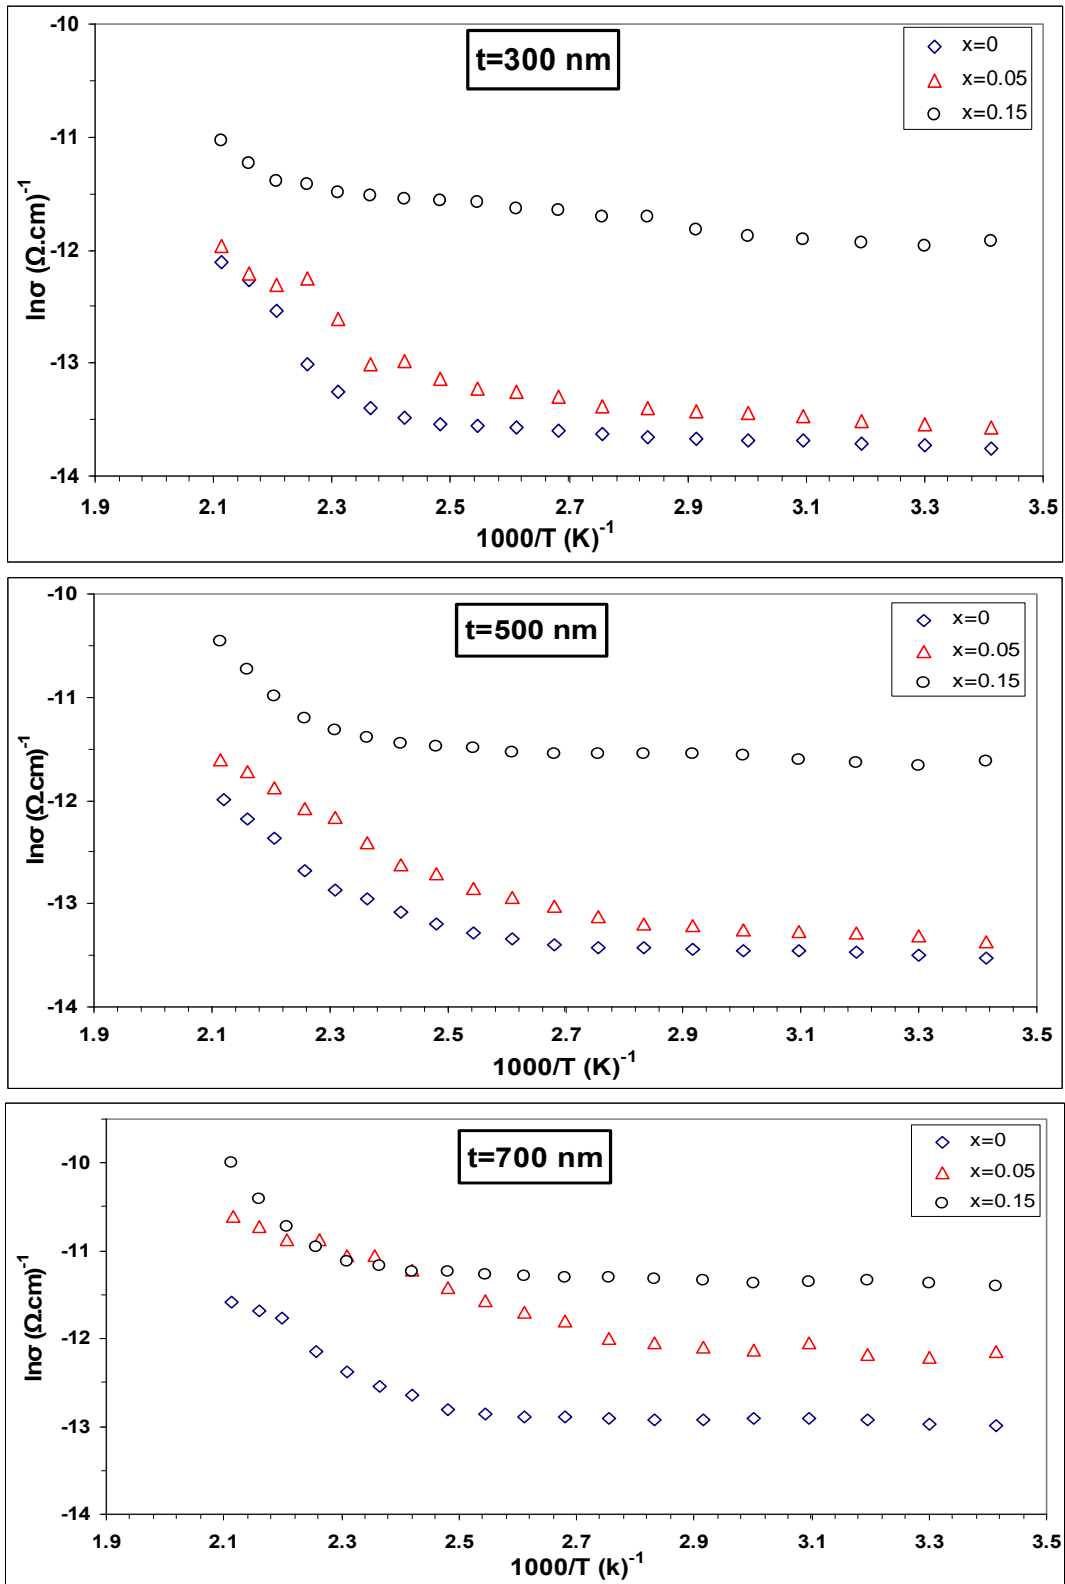 t=300 nm
x=0
x=0.05
x=0.15
-10
-11
-12
-13
-14
lnσ (Ω.cm)⁻¹
1.9 2.1 2.3 2.5 2.7 2.9 3.1 3.3 3.5
1000/T (K)⁻¹
t=500 nm
x=0
x=0.05
x=0.15
-10
-11
-12
-13
-14
lnσ (Ω.cm)⁻¹
1.9 2.1 2.3 2.5 2.7 2.9 3.1 3.3 3.5
1000/T (K)⁻¹
t=700 nm
x=0
x=0.05
x=0.15
-10
-11
-12
-13
-14
lnσ (Ω.cm)⁻¹
1.9 2.1 2.3 2.5 2.7 2.9 3.1 3.3 3.5
1000/T (k)⁻¹